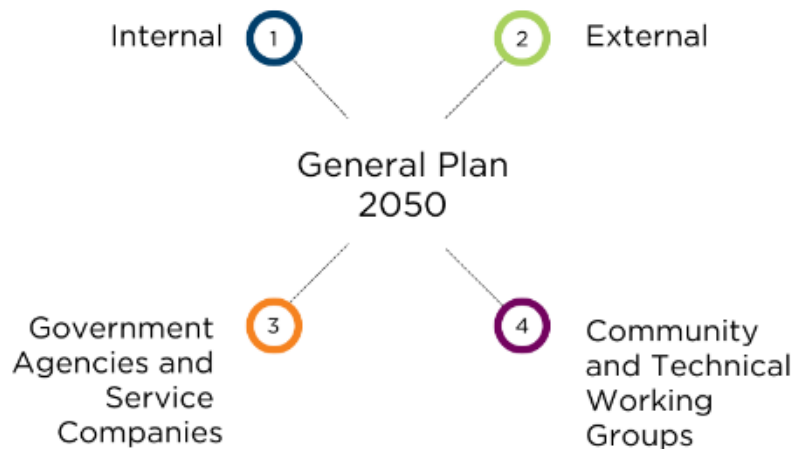 Internal
1
2
External
General Plan
2050
3
Government
Agencies and
Service
Companies
4
Community
and Technical
Working
Groups